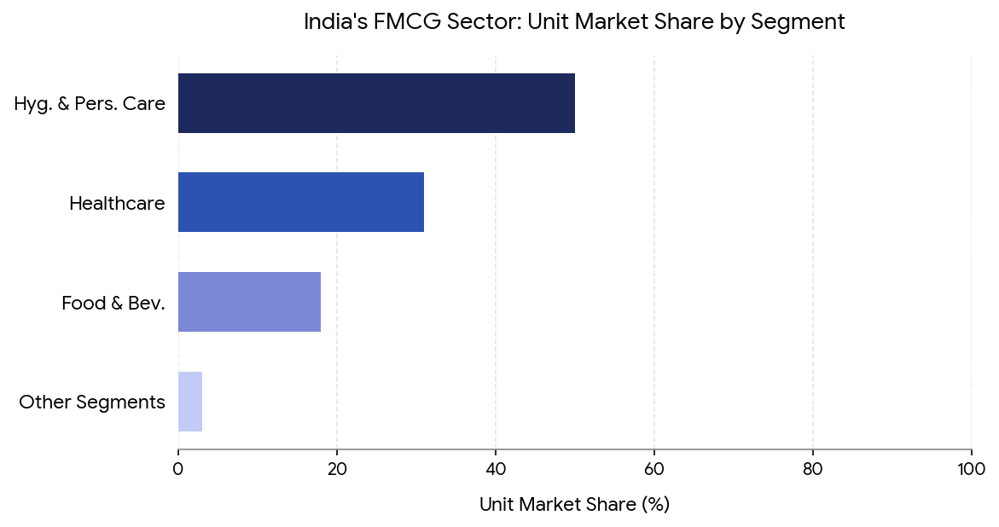 India's FMCG Sector: Unit Market Share by Segment
Hyg. & Pers. Care
Healthcare
Food & Bev.
Other Segments
0 20 40 60 80 100
Unit Market Share (%)